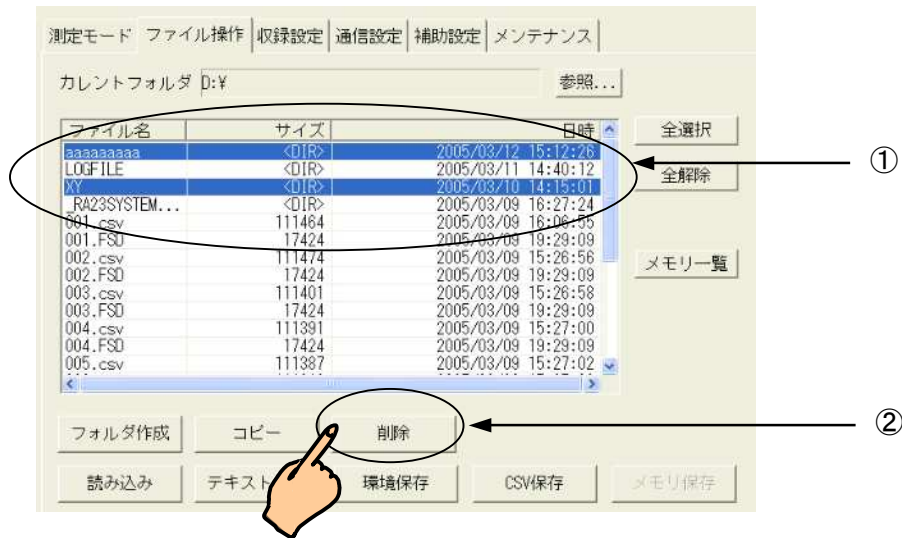 測定モード ファイル操作 収録設定 通信設定 補助設定 メンテナンス
カレントフォルダ D:¥ 参照...
ファイル名 サイズ 日時 全選択
aaaaaaaaa <DIR> 2005/03/12 15:12:26
①
LOGFILE <DIR> 2005/03/11 14:40:12
全解除
XY <DIR> 2005/03/10 14:15:01
_RA23SYSTEM... <DIR> 2005/03/09 16:27:24
001.csv 111464 2005/03/09 16:06:55
001.FSD 17424 2005/03/09 19:29:09
002.csv 111474 2005/03/09 15:26:56
メモリ一覧
002.FSD 17424 2005/03/09 19:29:09
003.csv 111401 2005/03/09 15:26:58
003.FSD 17424 2005/03/09 19:29:09
004.csv 111391 2005/03/09 15:27:00
004.FSD 17424 2005/03/09 19:29:09
005.csv 111387 2005/03/09 15:27:02
フォルダ作成 コピー 削除 ②
読み込み テキスト 環境保存 CSV保存 メモリ保存